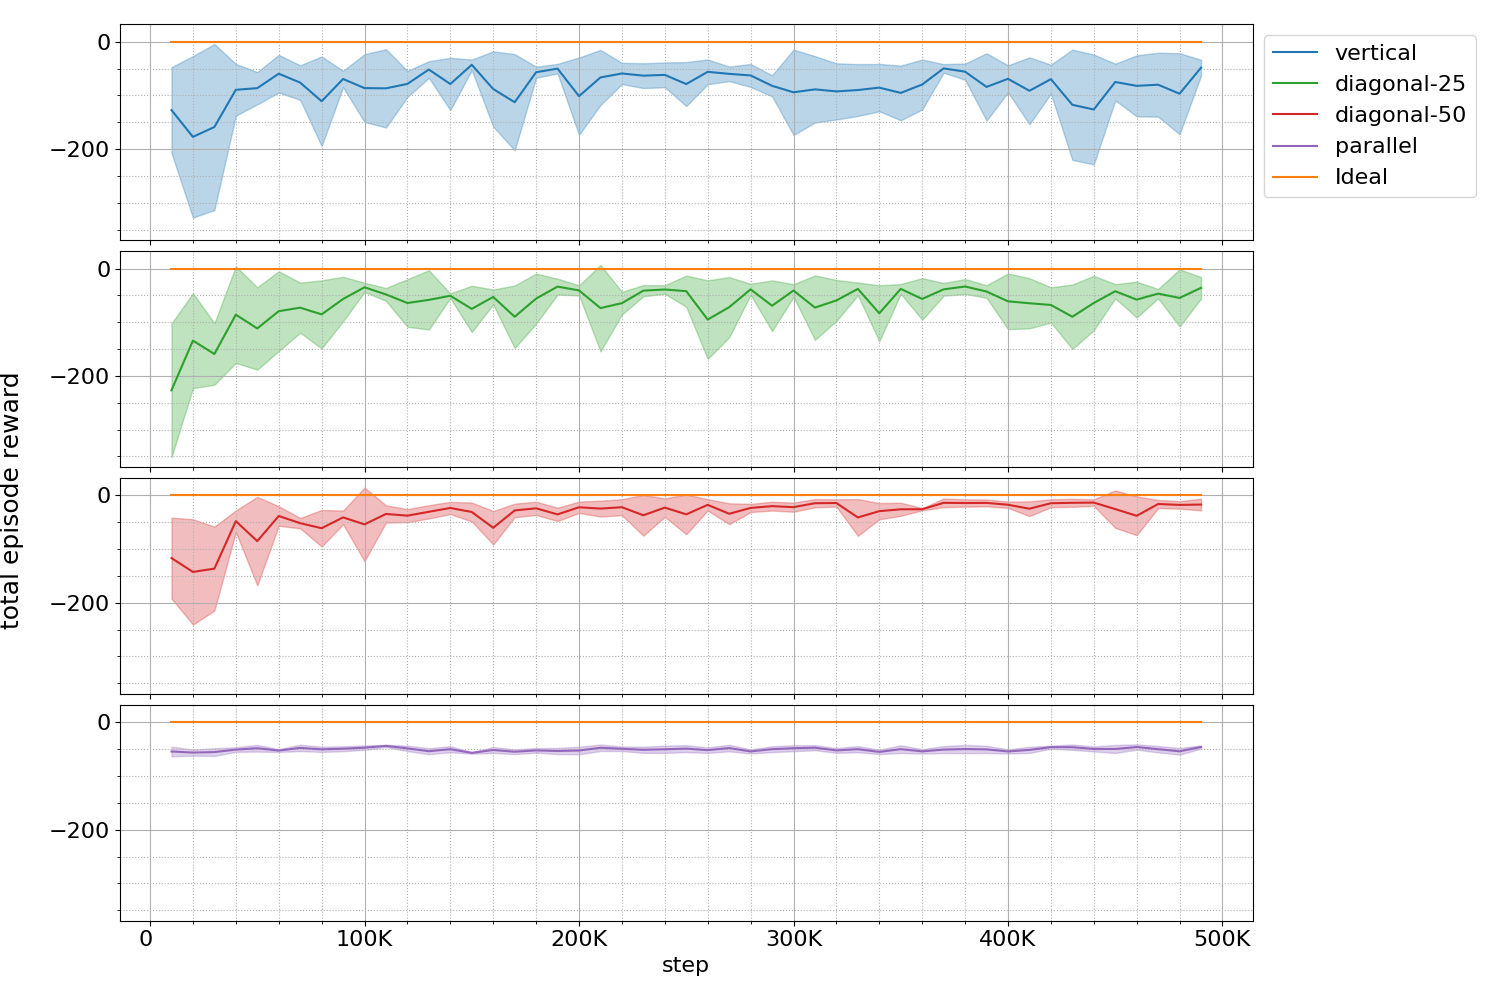 0
−200
0
−200
0
−200
0
−200
total episode reward
0
100K
200K
300K
400K
500K
step
vertical
diagonal-25
diagonal-50
parallel
Ideal